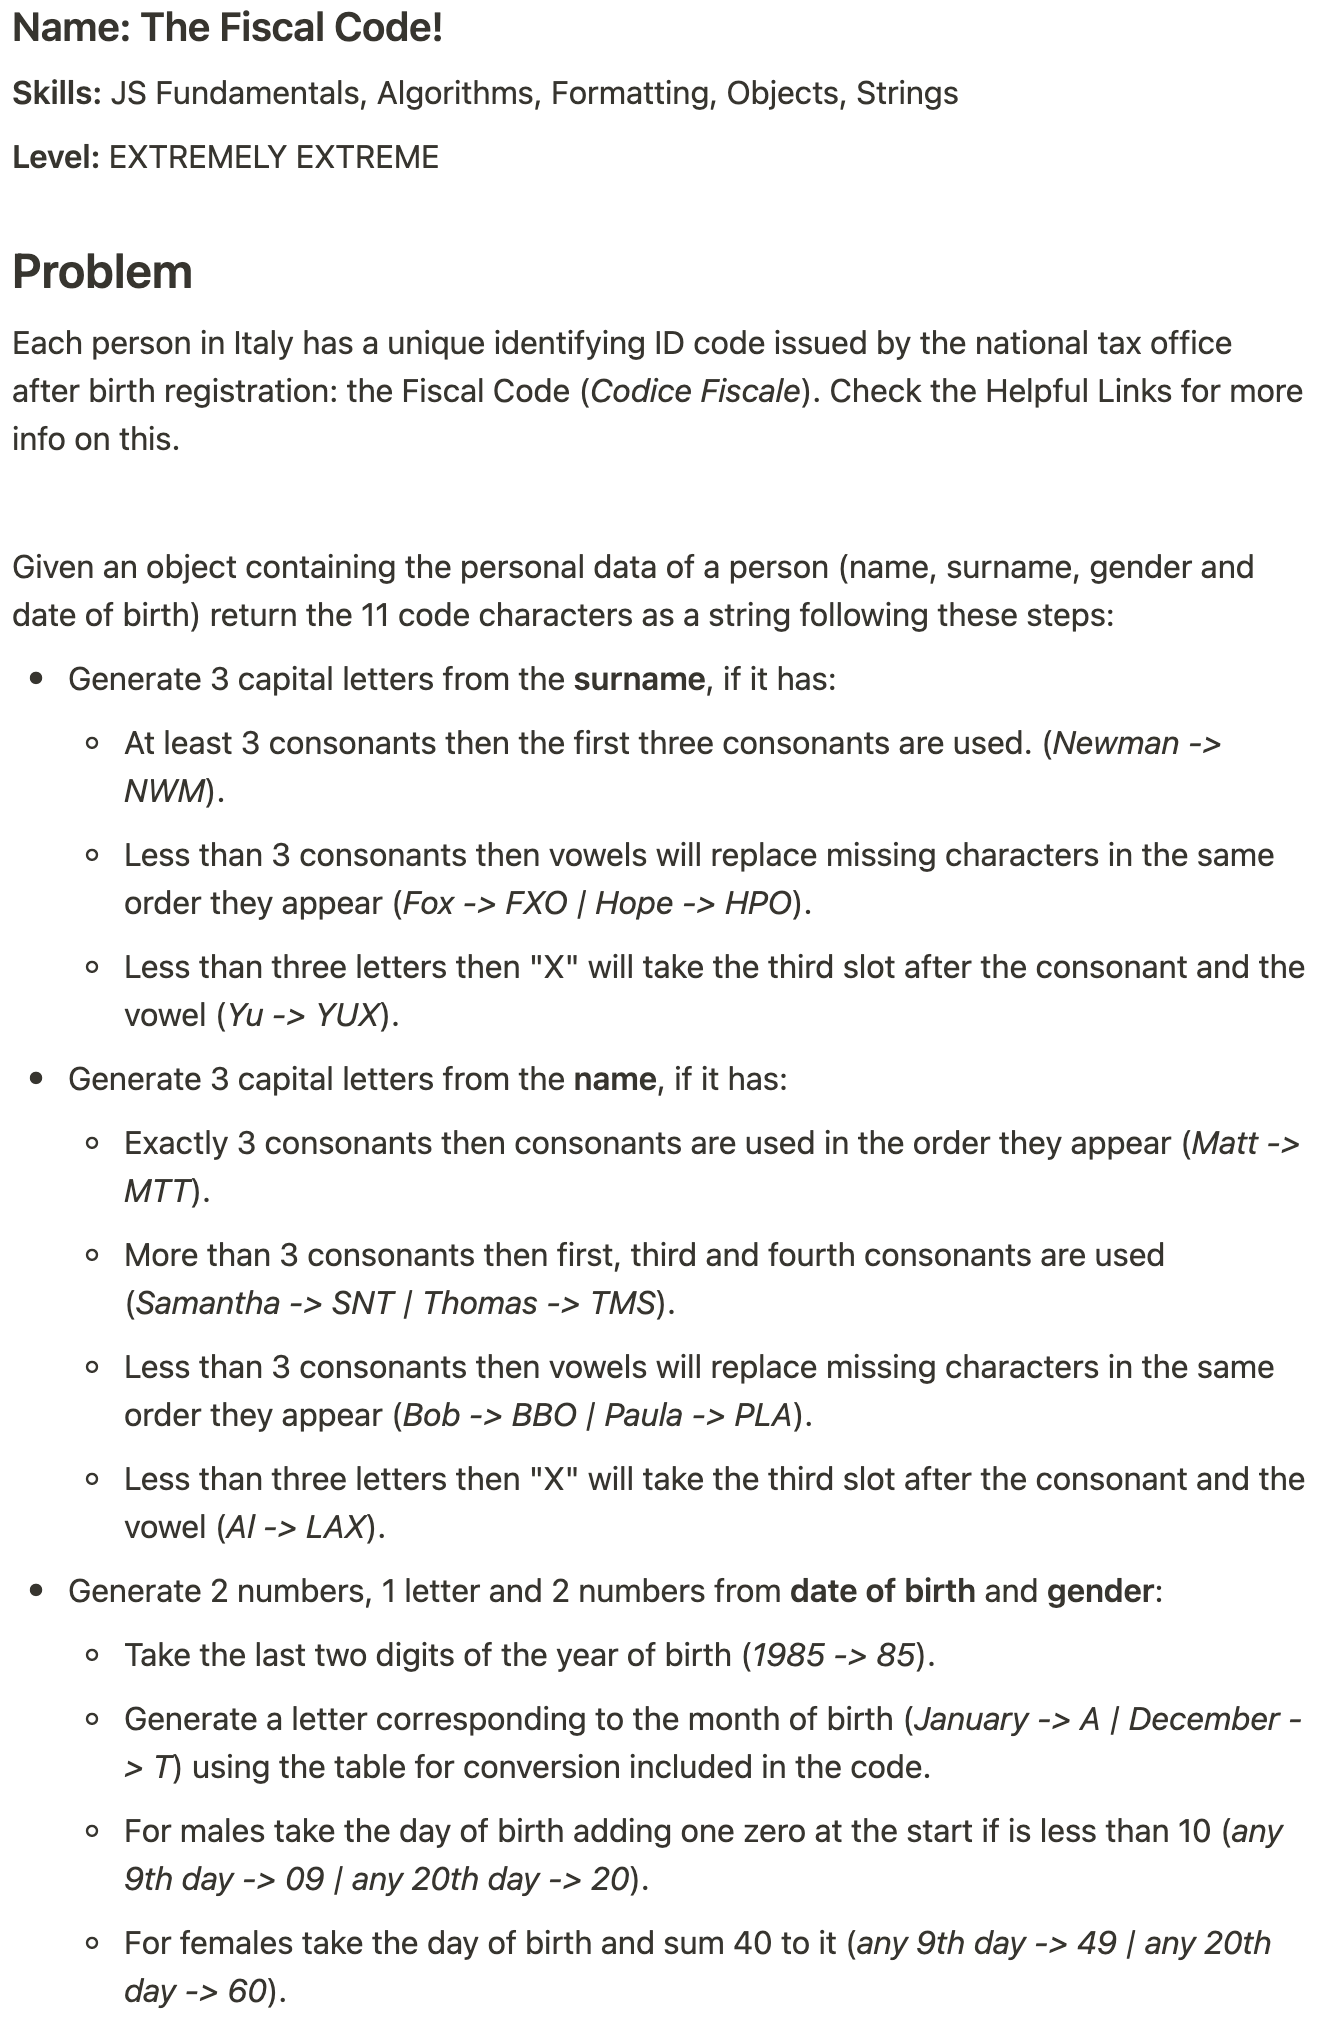 Name: The Fiscal Code!
Skills: JS Fundamentals, Algorithms, Formatting, Objects, Strings
Level: EXTREMELY EXTREME
Problem
Each person in Italy has a unique identifying ID code issued by the national tax office
after birth registration: the Fiscal Code (Codice Fiscale). Check the Helpful Links for more
info on this.
Given an object containing the personal data of a person (name, surname, gender and
date of birth) return the 11 code characters as a string following these steps:
• Generate 3 capital letters from the surname, if it has:
◦ At least 3 consonants then the first three consonants are used. (Newman ->
NWM).
◦ Less than 3 consonants then vowels will replace missing characters in the same
order they appear (Fox -> FXO | Hope -> HPO).
◦ Less than three letters then "X" will take the third slot after the consonant and the
vowel (Yu -> YUX).
• Generate 3 capital letters from the name, if it has:
◦ Exactly 3 consonants then consonants are used in the order they appear (Matt ->
MTT).
◦ More than 3 consonants then first, third and fourth consonants are used
(Samantha -> SNT | Thomas -> TMS).
◦ Less than 3 consonants then vowels will replace missing characters in the same
order they appear (Bob -> BBO | Paula -> PLA).
◦ Less than three letters then "X" will take the third slot after the consonant and the
vowel (Al -> LAX).
• Generate 2 numbers, 1 letter and 2 numbers from date of birth and gender:
◦ Take the last two digits of the year of birth (1985 -> 85).
◦ Generate a letter corresponding to the month of birth (January -> A | December -
> T) using the table for conversion included in the code.
◦ For males take the day of birth adding one zero at the start if is less than 10 (any
9th day -> 09 | any 20th day -> 20).
◦ For females take the day of birth and sum 40 to it (any 9th day -> 49 | any 20th
day -> 60).